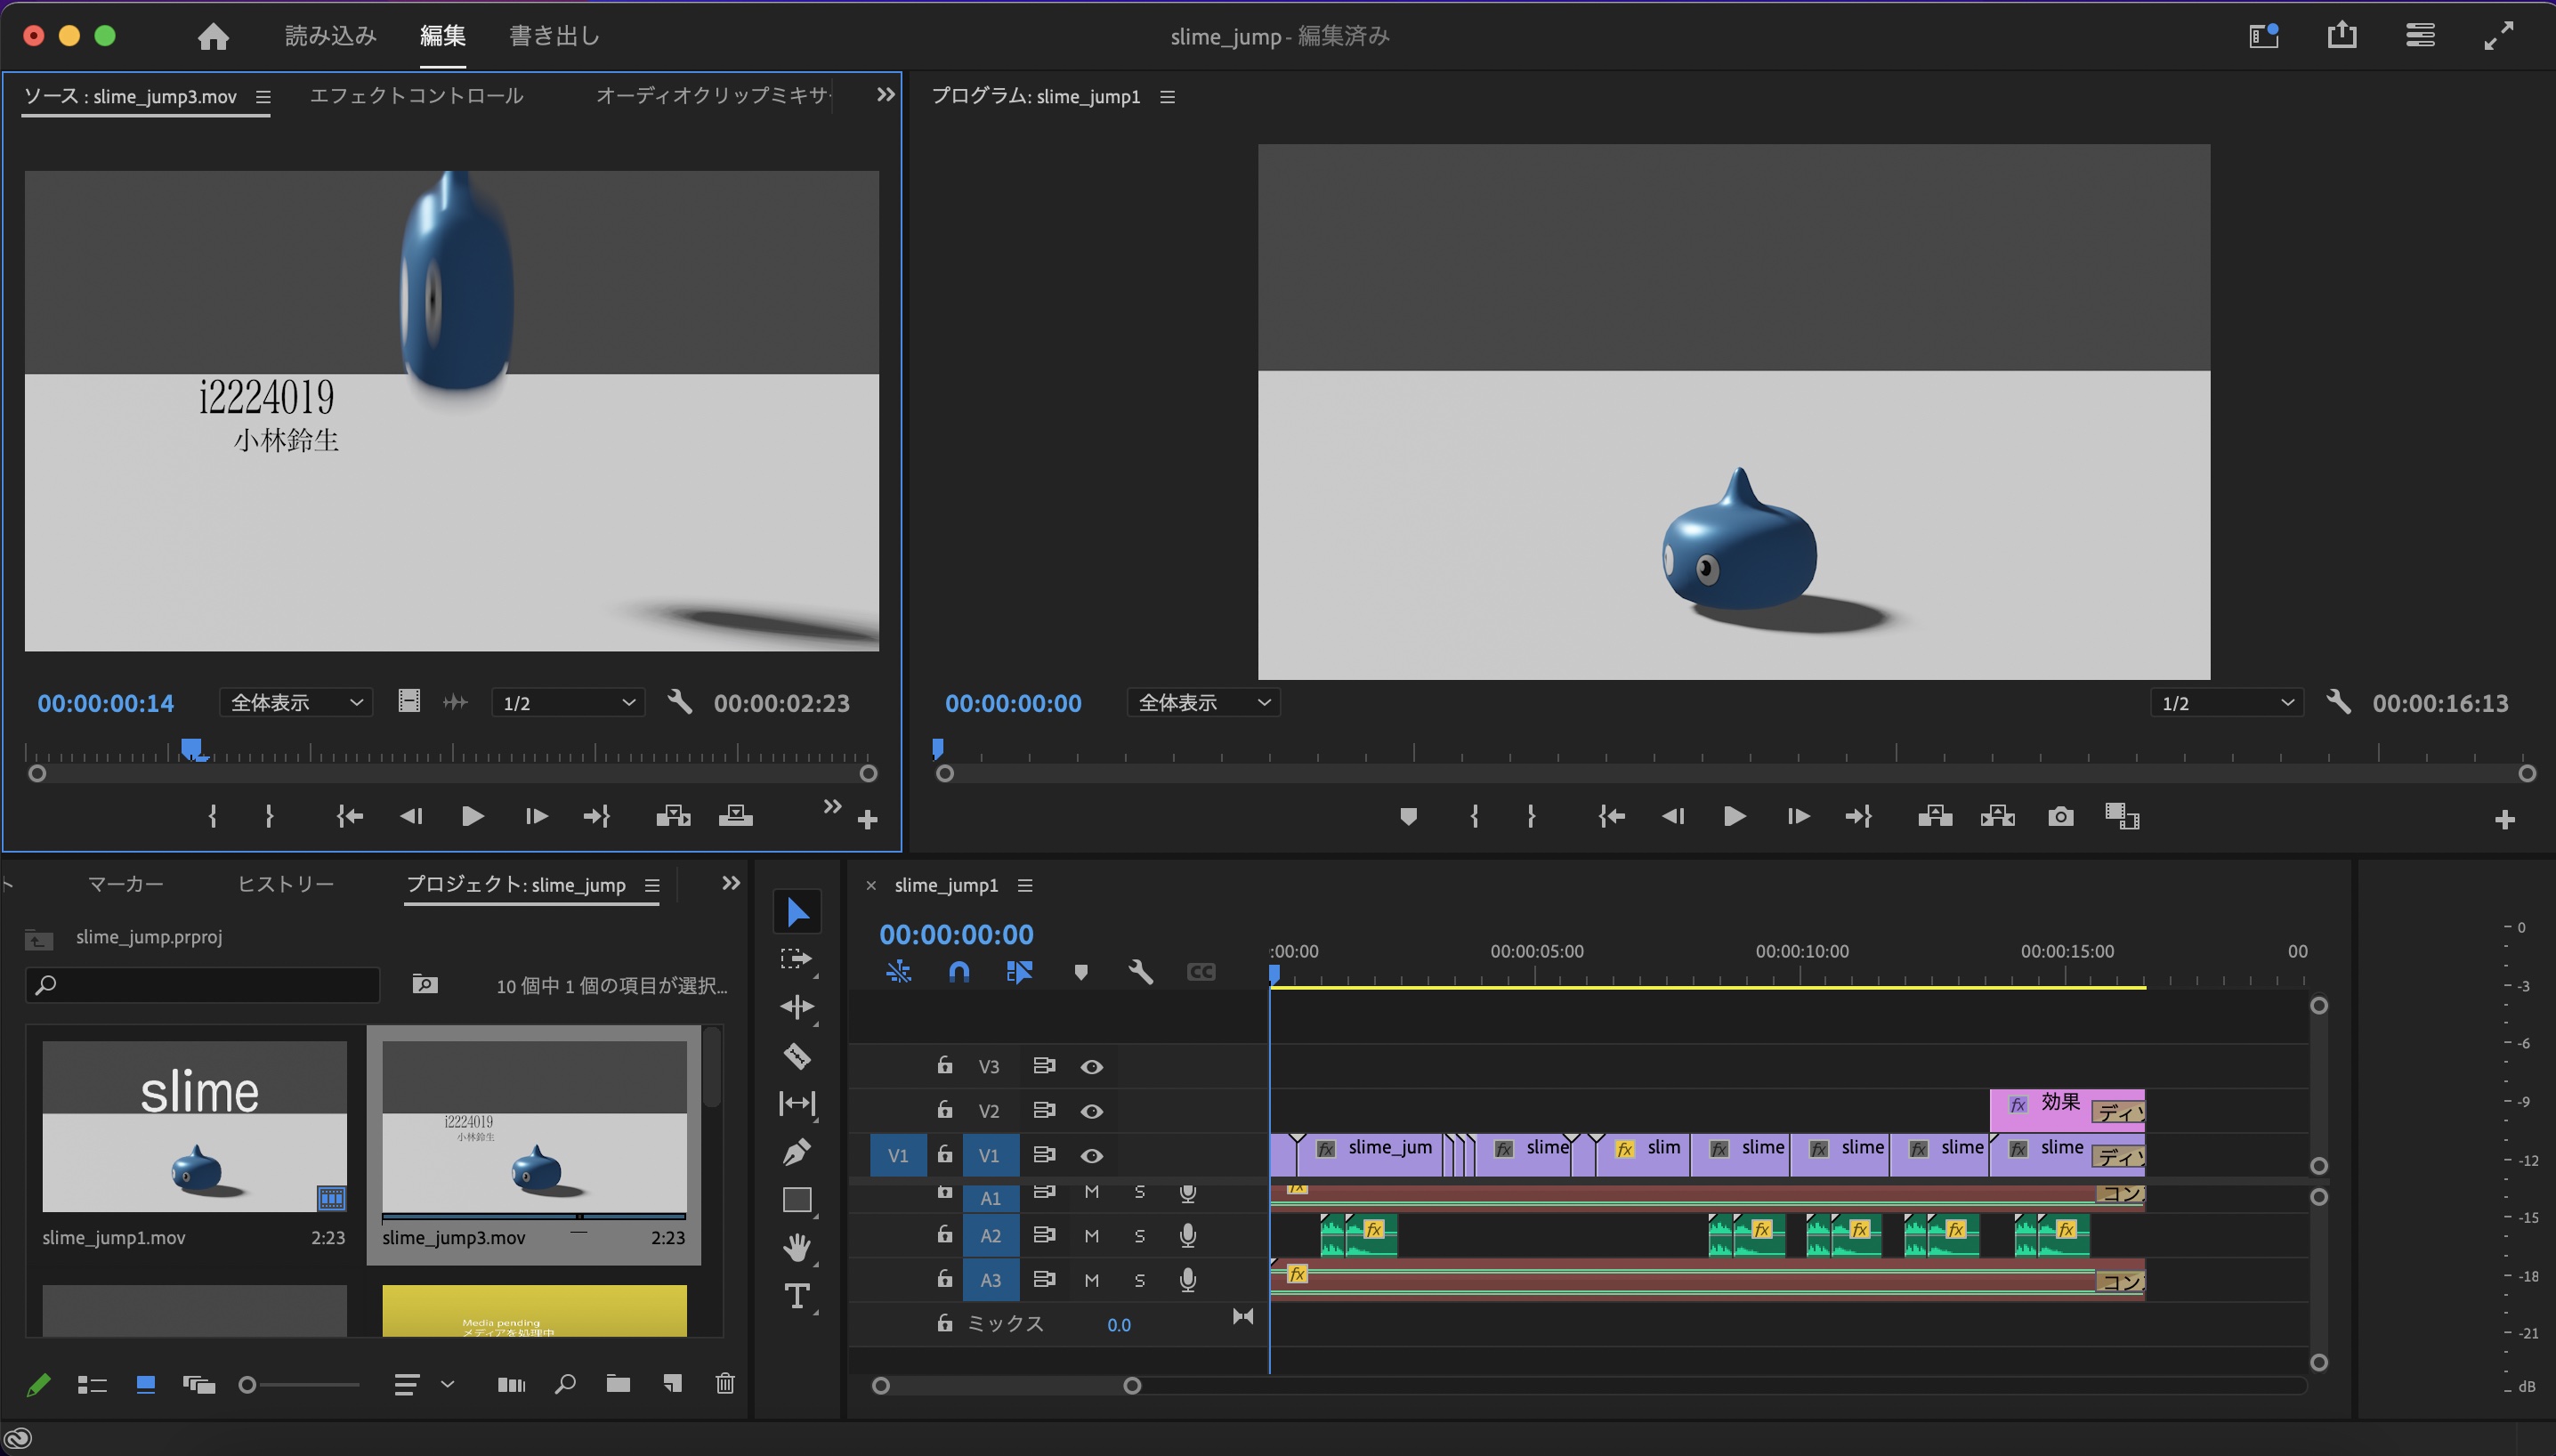 読み込み 編集 書き出し
slime_jump - 編集済み
ソース : slime_jump3.mov エフェクトコントロール オーディオクリップミキサ
プログラム: slime_jump1
i2224019
小林鈴生
00:00:00:14 全体表示 1/2 00:00:02:23
00:00:00:00 全体表示 1/2 00:00:16:13
ト マーカー ヒストリー プロジェクト: slime_jump
slime_jump.prproj
10 個中 1 個の項目が選択...
slime
slime_jump1.mov 2:23
i2224019
小林鈴生
slime_jump3.mov 2:23
Media pending
メディアを処理中
T
× slime_jump1
00:00:00:00
CC
:00:00 00:00:05:00 00:00:10:00 00:00:15:00 00
V3
V2 fx 効果 ディゾ
V1 V1 fx slime_jum fx slime fx slim fx slime fx slime fx slime fx slime ディゾ
A1 M S fx コン
A2 M S fx fx fx fx fx
A3 M S fx コン
ミックス 0.0
0
-3
-6
-9
-12
-15
-18
-21
dB